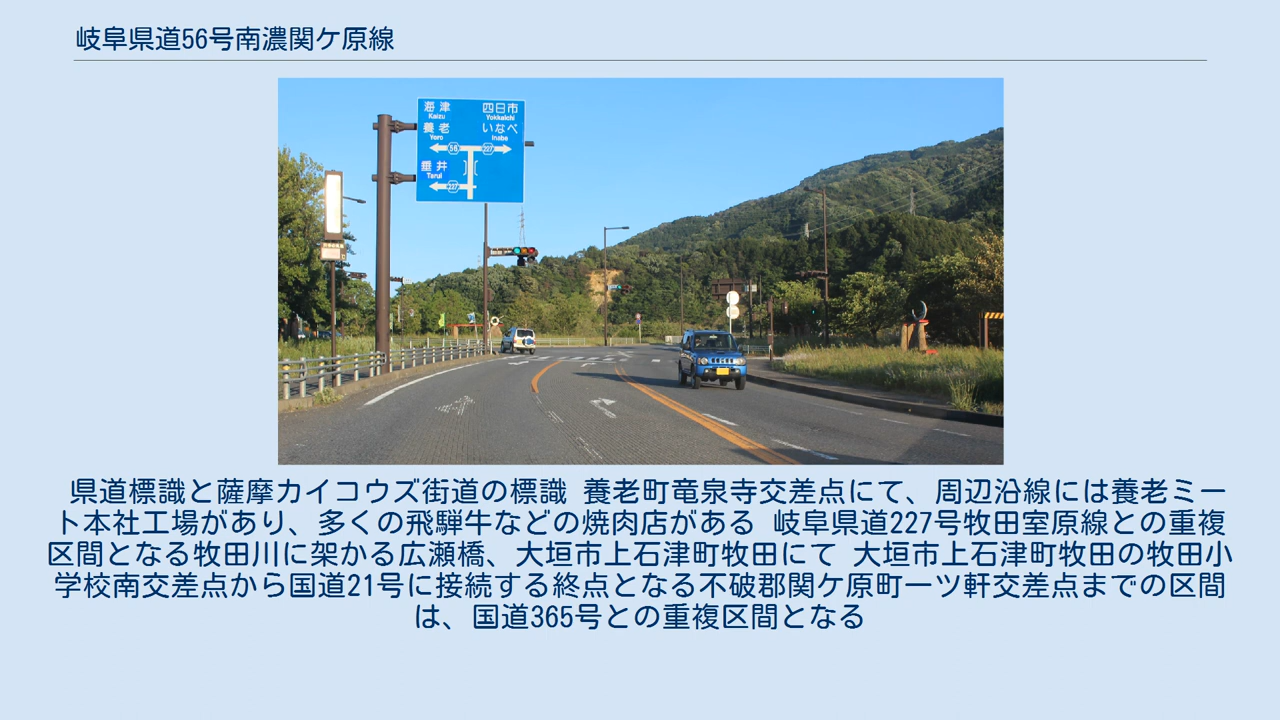 岐阜県道56号南濃関ケ原線
海津 四日市
Kaizu Yokkaichi
養老 いなべ
Yoro Inabe
56 227
垂井
Tarui
227
県道標識と薩摩カイコウズ街道の標識 養老町竜泉寺交差点にて、周辺沿線には養老ミー
ト本社工場があり、多くの飛騨牛などの焼肉店がある 岐阜県道227号牧田室原線との重複
区間となる牧田川に架かる広瀬橋、大垣市上石津町牧田にて 大垣市上石津町牧田の牧田小
学校南交差点から国道21号に接続する終点となる不破郡関ケ原町一ツ軒交差点までの区間
は、国道365号との重複区間となる